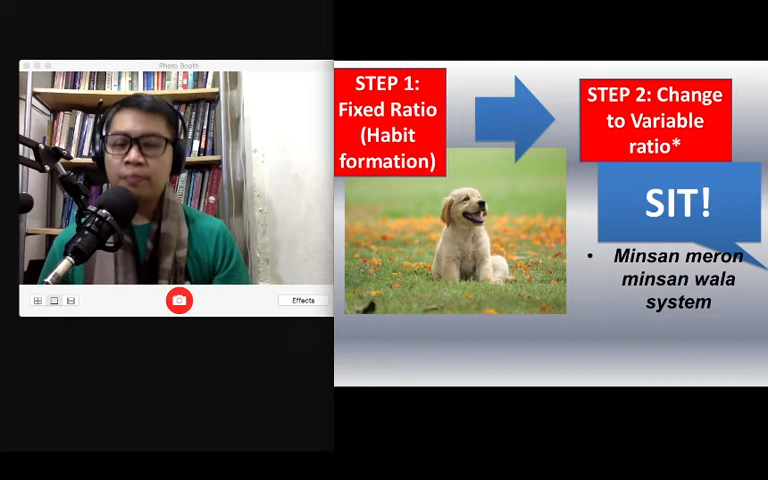 Photo Booth
Effects
STEP 1:
Fixed Ratio
(Habit
formation)
STEP 2: Change
to Variable
ratio*
SIT!
• Minsan meron
minsan wala
system